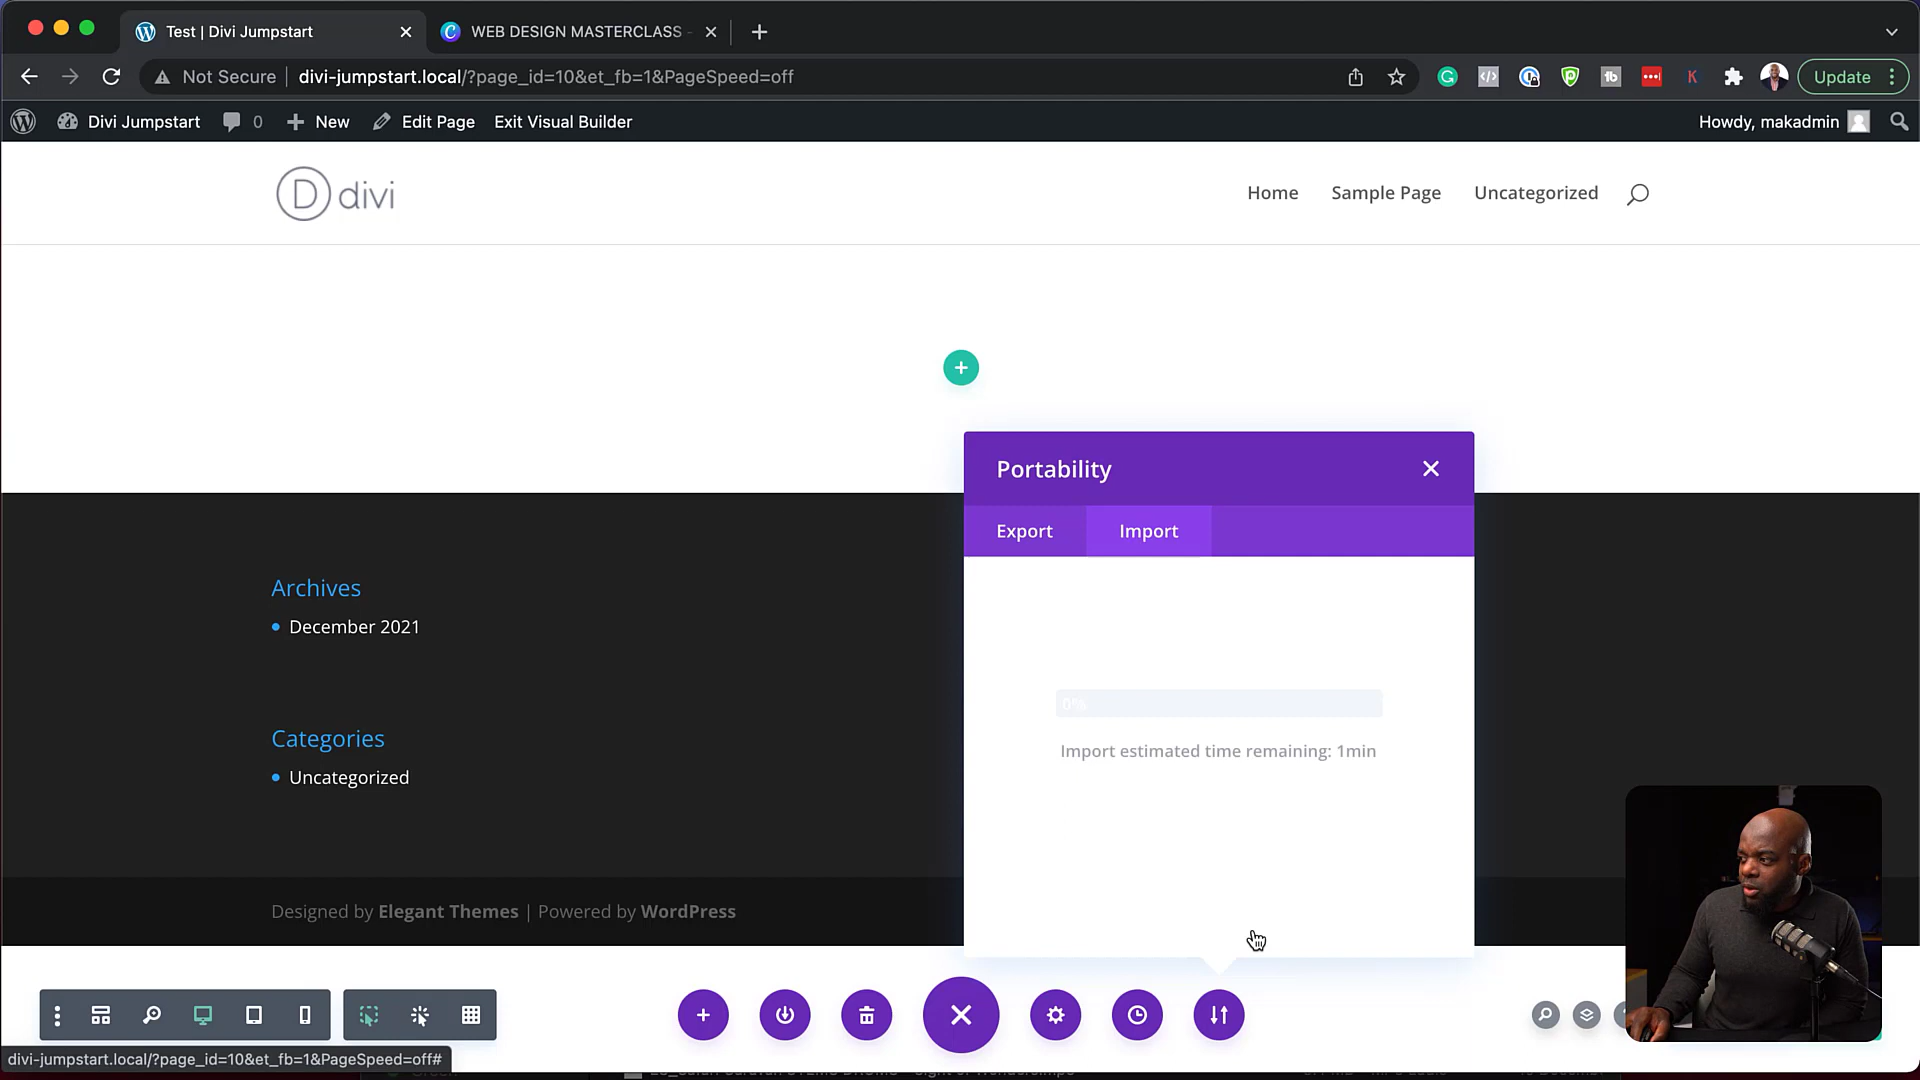 Test | Divi Jumpstart
WEB DESIGN MASTERCLASS -
Not Secure
divi-jumpstart.local/?page_id=10&et_fb=1&PageSpeed=off
Update
Divi Jumpstart
0
New
Edit Page
Exit Visual Builder
Howdy, makadmin
D divi
Home
Sample Page
Uncategorized
Portability
Export
Import
0%
Import estimated time remaining: 1min
Archives
December 2021
Categories
Uncategorized
Designed by Elegant Themes | Powered by WordPress
divi-jumpstart.local/?page_id=10&et_fb=1&PageSpeed=off#